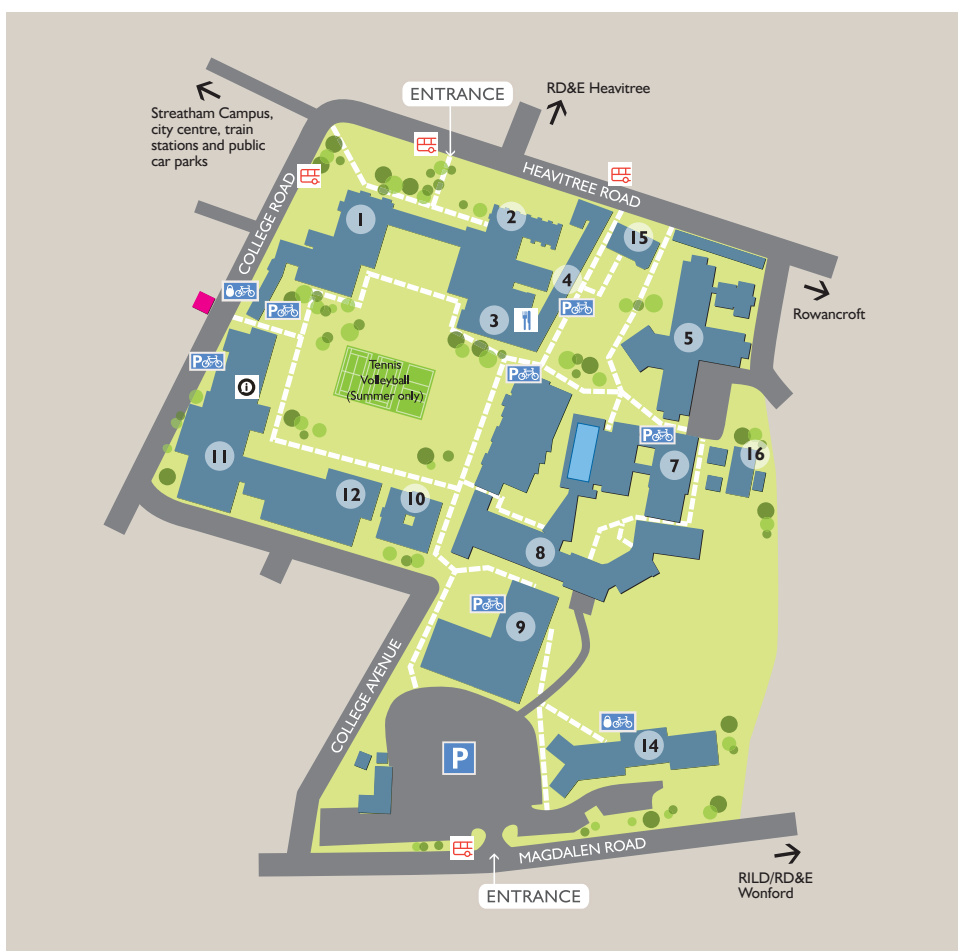 ENTRANCE
RD&E Heavitree
Streatham Campus,
city centre, train
stations and public
car parks
HEAVITREE ROAD
COLLEGE ROAD
1
2
15
4
Rowancroft
3
P
P
5
P
Tennis
Volleyball
(Summer only)
P
i
P
11
7
16
12
10
8
P
9
COLLEGE AVENUE
14
P
MAGDALEN ROAD
RILD/RD&E
Wonford
ENTRANCE